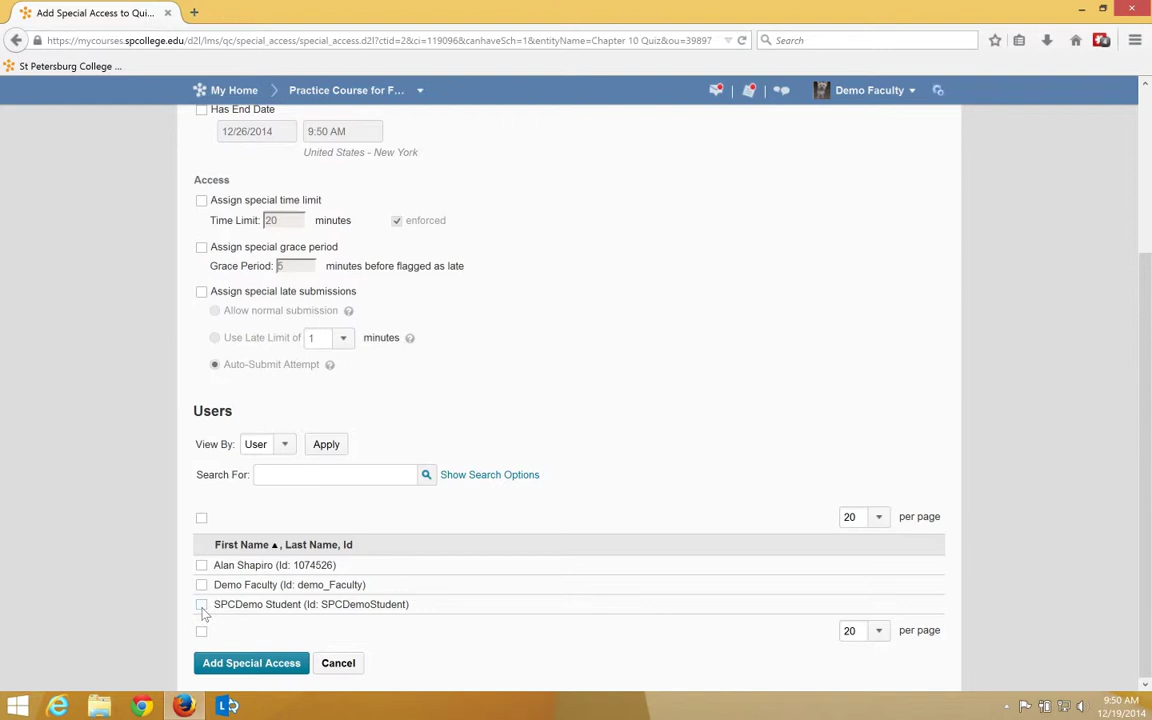 Add Special Access to Quiz...
https://mycourses.spcollege.edu/d2l/lms/qc/special_access/special_access.d2l?ctid=2&ci=119096&canhaveSch=1&entityName=Chapter 10 Quiz&ou=39897
Search
St Petersburg College ...
My Home
Practice Course for F...
Demo Faculty
Has End Date
12/26/2014
9:50 AM
United States - New York
Access
Assign special time limit
Time Limit: 20 minutes
enforced
Assign special grace period
Grace Period: 5 minutes before flagged as late
Assign special late submissions
Allow normal submission
Use Late Limit of 1 minutes
Auto-Submit Attempt
Users
View By: User Apply
Search For: Show Search Options
20 per page
First Name ▲, Last Name, Id
Alan Shapiro (Id: 1074526)
Demo Faculty (Id: demo_Faculty)
SPCDemo Student (Id: SPCDemoStudent)
20 per page
Add Special Access Cancel
9:50 AM
12/19/2014